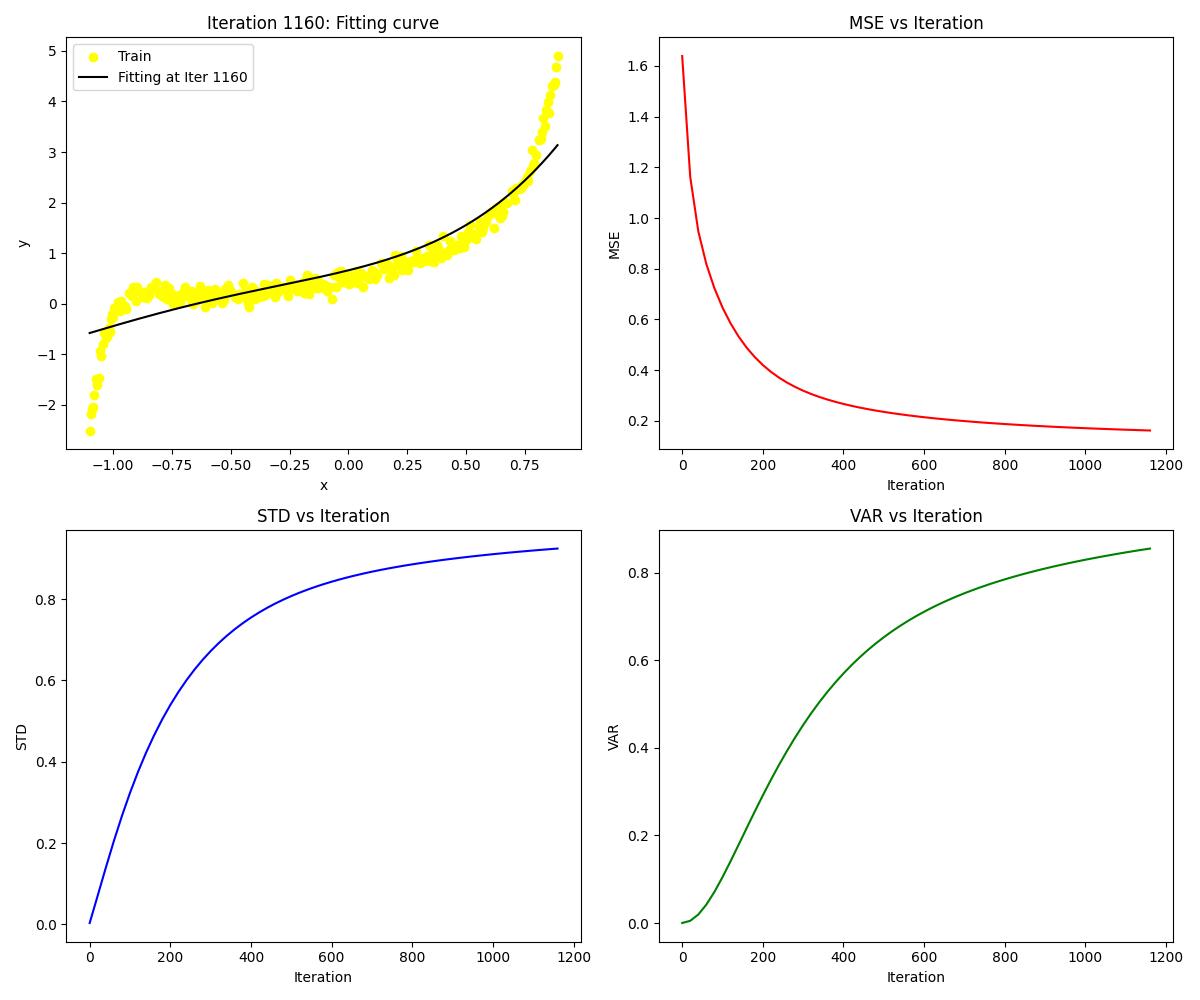 Iteration 1160: Fitting curve
Train
Fitting at Iter 1160
5
4
3
2
1
0
−1
−2
y
−1.00 −0.75 −0.50 −0.25 0.00 0.25 0.50 0.75
x
MSE vs Iteration
1.6
1.4
1.2
1.0
0.8
0.6
0.4
0.2
MSE
0 200 400 600 800 1000 1200
Iteration
STD vs Iteration
0.8
0.6
0.4
0.2
0.0
STD
0 200 400 600 800 1000 1200
Iteration
VAR vs Iteration
0.8
0.6
0.4
0.2
0.0
VAR
0 200 400 600 800 1000 1200
Iteration